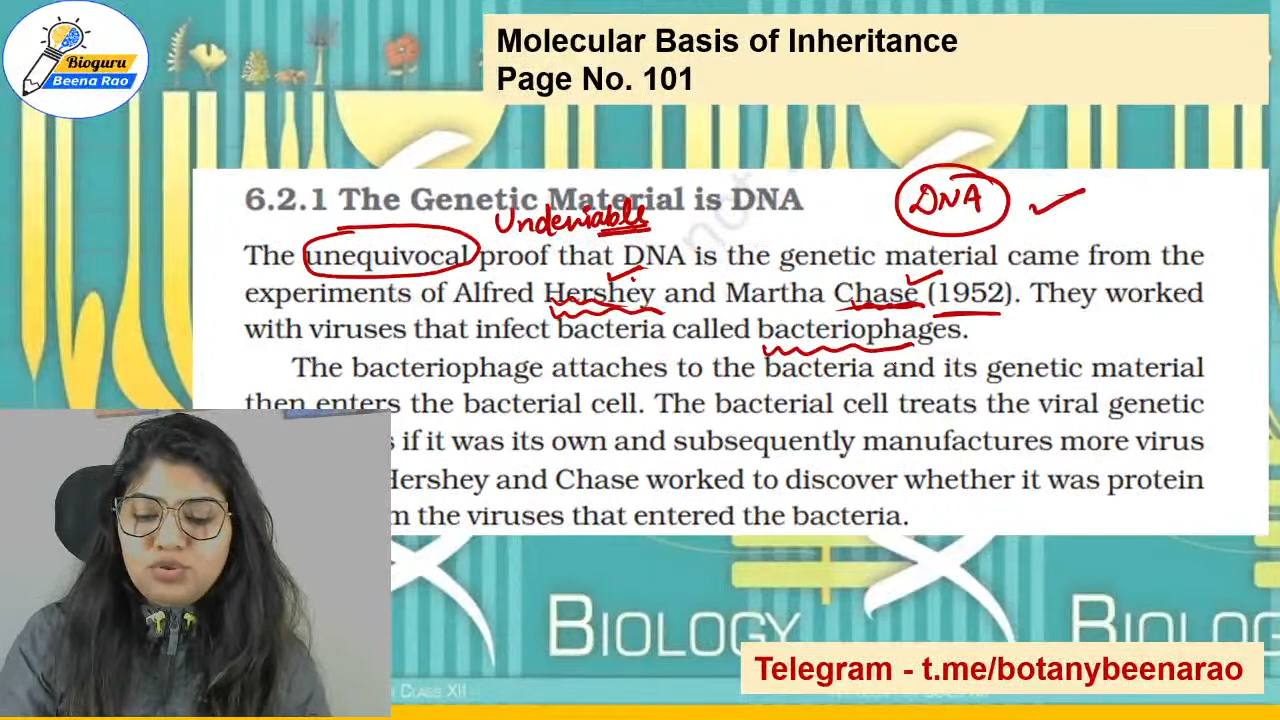 Bioguru
Beena Rao
Molecular Basis of Inheritance
Page No. 101
6.2.1 The Genetic Material is DNA
DNA
Undeniable
The unequivocal proof that DNA is the genetic material came from the
experiments of Alfred Hershey and Martha Chase (1952). They worked
with viruses that infect bacteria called bacteriophages.
The bacteriophage attaches to the bacteria and its genetic material
then enters the bacterial cell. The bacterial cell treats the viral genetic
if it was its own and subsequently manufactures more virus
Hershey and Chase worked to discover whether it was protein
the viruses that entered the bacteria.
BIOLOGY
Telegram - t.me/botanybeenarao
CLASS XII